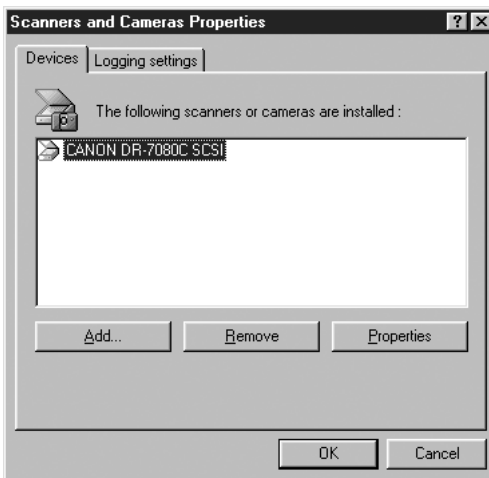 Scanners and Cameras Properties
Devices Logging settings
The following scanners or cameras are installed :
CANON DR-7080C SCSI
Add... Remove Properties
OK Cancel